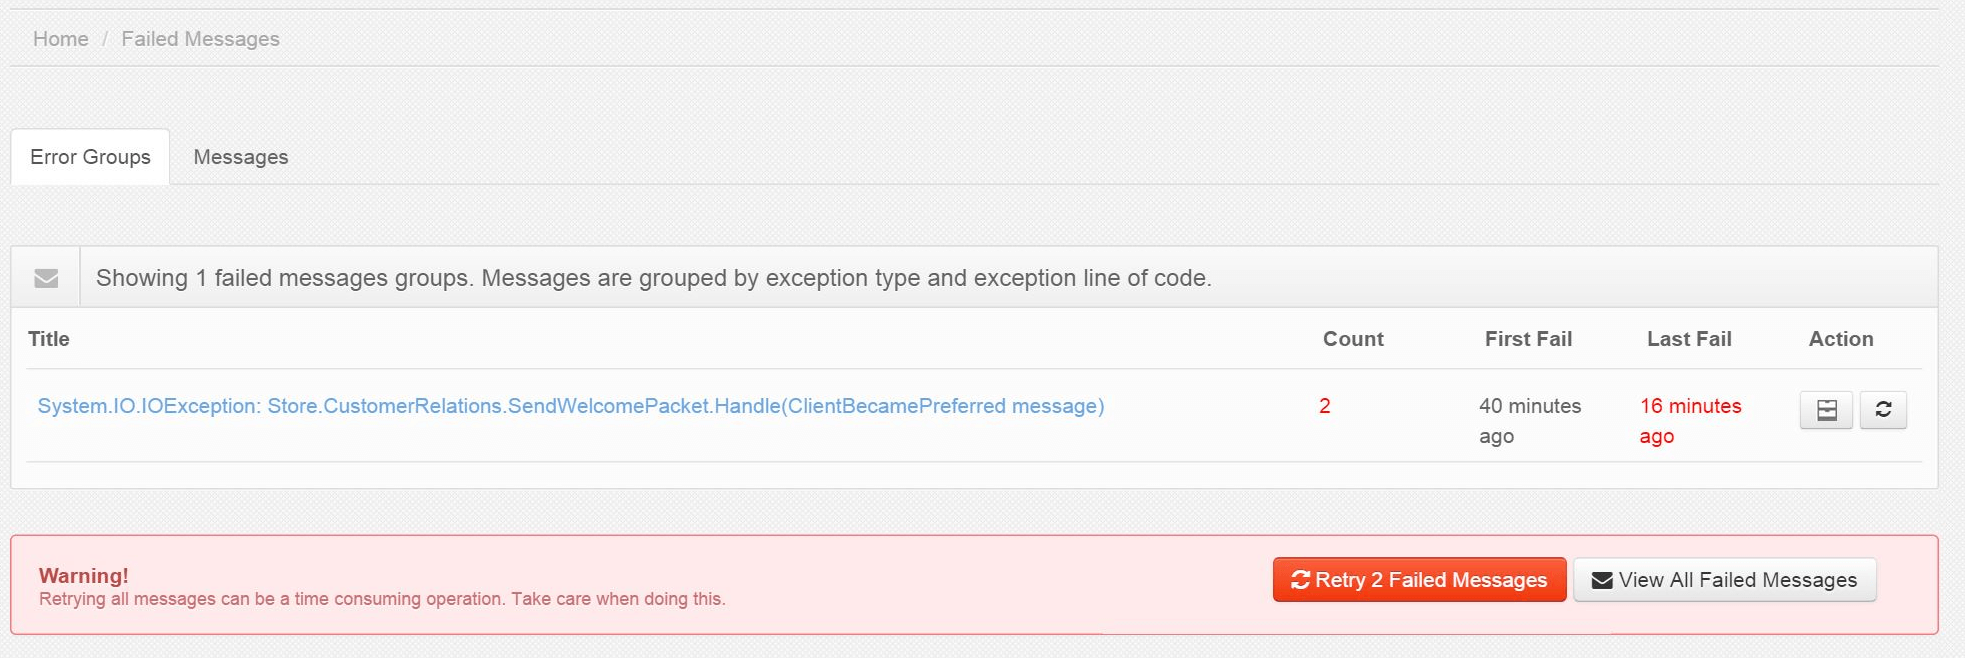 Home / Failed Messages
Error Groups Messages
Showing 1 failed messages groups. Messages are grouped by exception type and exception line of code.
Title Count First Fail Last Fail Action
System.IO.IOException: Store.CustomerRelations.SendWelcomePacket.Handle(ClientBecamePreferred message) 2 40 minutes 16 minutes
ago ago
Warning!
Retrying all messages can be a time consuming operation. Take care when doing this.
Retry 2 Failed Messages View All Failed Messages